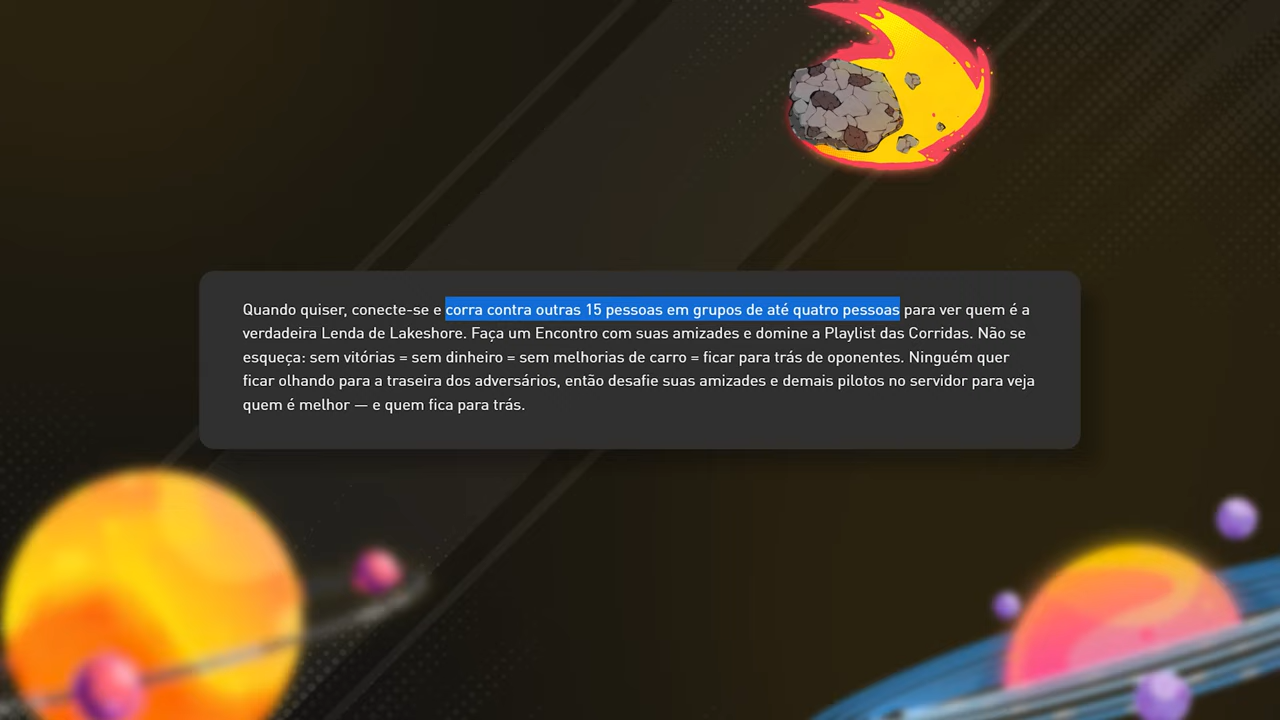 Quando quiser, conecte-se e corra contra outras 15 pessoas em grupos de até quatro pessoas para ver quem é a
verdadeira Lenda de Lakeshore. Faça um Encontro com suas amizades e domine a Playlist das Corridas. Não se
esqueça: sem vitórias = sem dinheiro = sem melhorias de carro = ficar para trás de oponentes. Ninguém quer
ficar olhando para a traseira dos adversários, então desafie suas amizades e demais pilotos no servidor para veja
quem é melhor — e quem fica para trás.